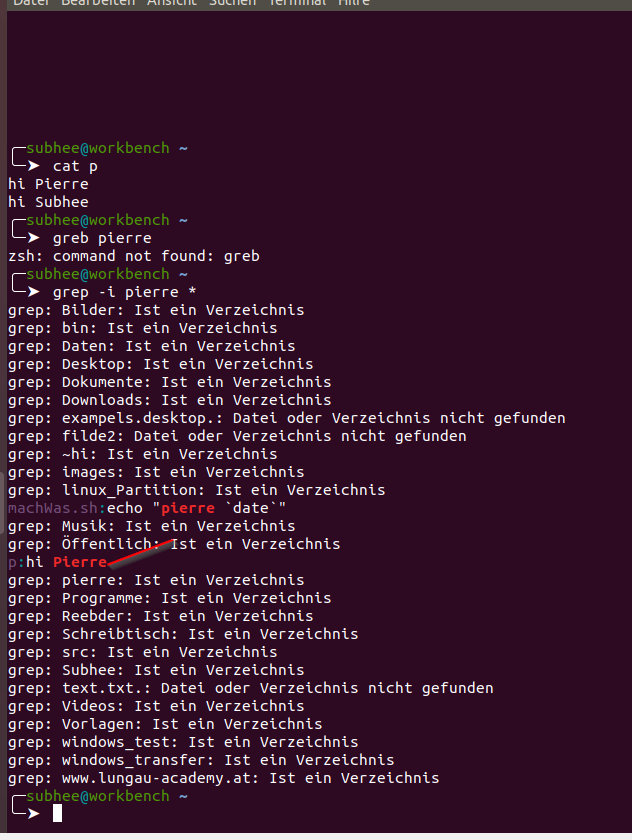 Datei Bearbeiten Ansicht Suchen Terminal Hilfe
subhee@workbench ~
➤ cat p
hi Pierre
hi Subhee
subhee@workbench ~
➤ greb pierre
zsh: command not found: greb
subhee@workbench ~
➤ grep -i pierre *
grep: Bilder: Ist ein Verzeichnis
grep: bin: Ist ein Verzeichnis
grep: Daten: Ist ein Verzeichnis
grep: Desktop: Ist ein Verzeichnis
grep: Dokumente: Ist ein Verzeichnis
grep: Downloads: Ist ein Verzeichnis
grep: exampels.desktop.: Datei oder Verzeichnis nicht gefunden
grep: filde2: Datei oder Verzeichnis nicht gefunden
grep: ~hi: Ist ein Verzeichnis
grep: images: Ist ein Verzeichnis
grep: linux_Partition: Ist ein Verzeichnis
machWas.sh:echo "pierre `date`"
grep: Musik: Ist ein Verzeichnis
grep: Öffentlich: Ist ein Verzeichnis
p:hi Pierre
grep: pierre: Ist ein Verzeichnis
grep: Programme: Ist ein Verzeichnis
grep: Reebder: Ist ein Verzeichnis
grep: Schreibtisch: Ist ein Verzeichnis
grep: src: Ist ein Verzeichnis
grep: Subhee: Ist ein Verzeichnis
grep: text.txt.: Datei oder Verzeichnis nicht gefunden
grep: Videos: Ist ein Verzeichnis
grep: Vorlagen: Ist ein Verzeichnis
grep: windows_test: Ist ein Verzeichnis
grep: windows_transfer: Ist ein Verzeichnis
grep: www.lungau-academy.at: Ist ein Verzeichnis
subhee@workbench ~
➤